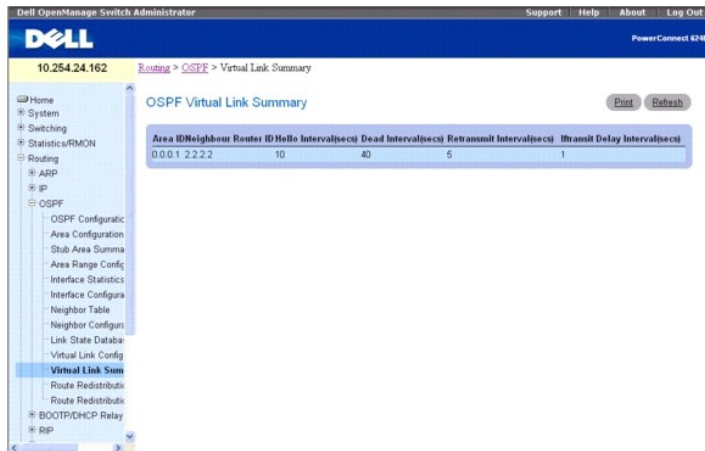 Dell OpenManage Switch Administrator
Support Help About Log Out
DELL
PowerConnect 6248
10.254.24.162
Routing > OSPF > Virtual Link Summary
Home
System
Switching
Statistics/RMON
Routing
ARP
IP
OSPF
OSPF Configuratic
Area Configuration
Stub Area Summa
Area Range Config
Interface Statistics
Interface Configura
Neighbor Table
Neighbor Configura
Link State Databa
Virtual Link Config
Virtual Link Sum
Route Redistributi
Route Redistributi
BOOTP/DHCP Relay
RIP
OSPF Virtual Link Summary
Print Refresh
Area ID Neighbour Router ID Hello Interval(secs) Dead Interval(secs) Retransmit Interval(secs) Iftransit Delay Interval(secs)
0.0.0.1 2.2.2.2 10 40 5 1